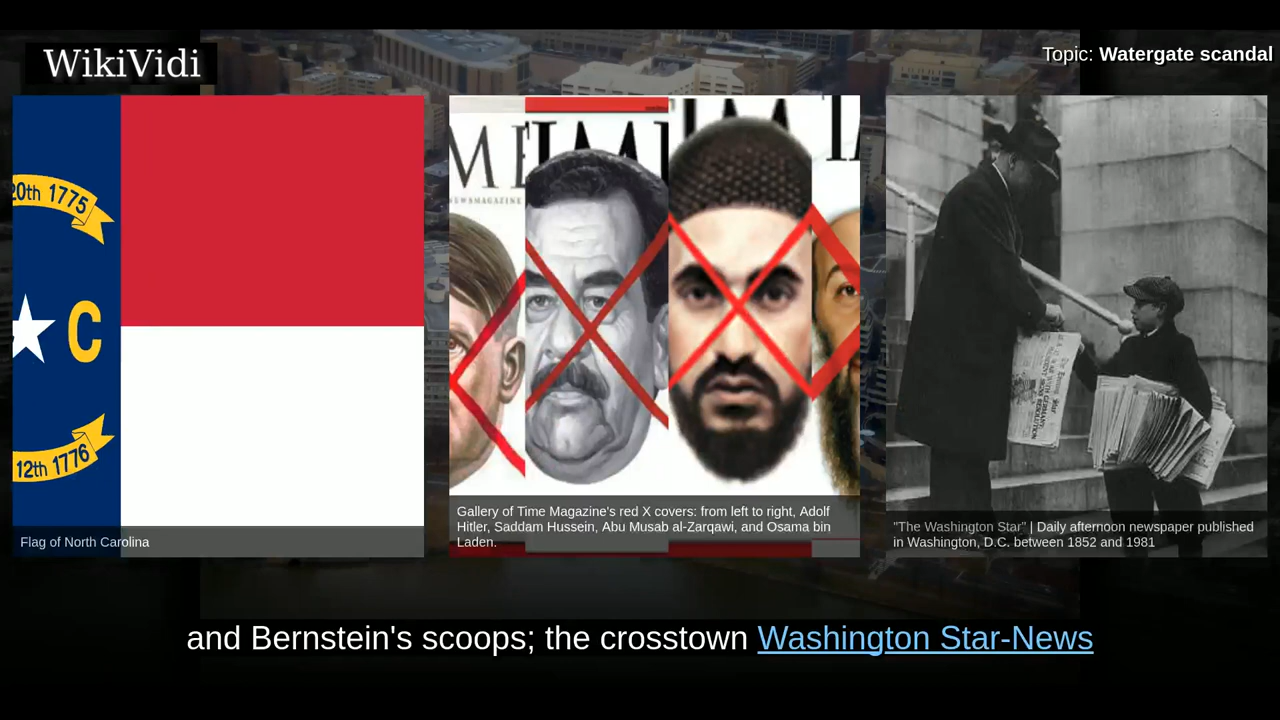 WikiVidi
Topic: Watergate scandal
20th 1775
C
12th 1776
Flag of North Carolina
ME
NEWSMAGAZINE
Gallery of Time Magazine's red X covers: from left to right, Adolf
Hitler, Saddam Hussein, Abu Musab al-Zarqawi, and Osama bin
Laden.
"The Washington Star" | Daily afternoon newspaper published
in Washington, D.C. between 1852 and 1981
and Bernstein's scoops; the crosstown Washington Star-News